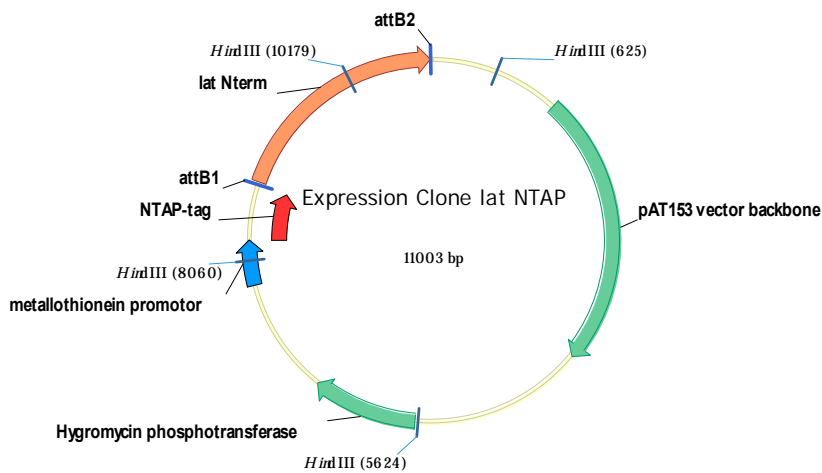 attB2
HindIII (10179)
HindIII (625)
lat Nterm
attB1
Expression Clone lat NTAP
NTAP-tag
pAT153 vector backbone
11003 bp
HindIII (8060)
metallothionein promotor
Hygromycin phosphotransferase
HindIII (5624)